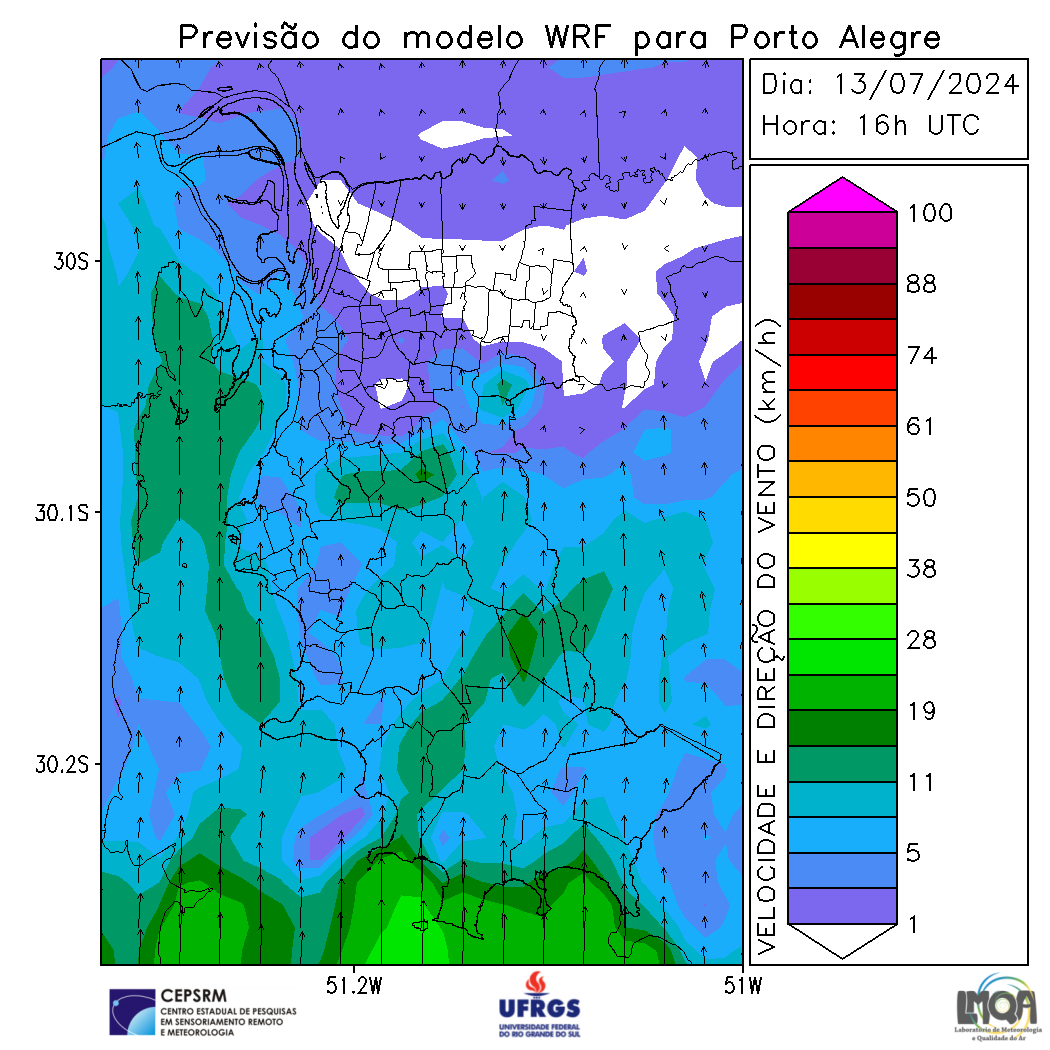 Previsão do modelo WRF para Porto Alegre
Dia: 13/07/2024
Hora: 16h UTC
30S
30.1S
30.2S
51.2W
51W
VELOCIDADE E DIREÇÃO DO VENTO (km/h)
100
88
74
61
50
38
28
19
11
5
1
CEPSRM
CENTRO ESTADUAL DE PESQUISAS
EM SENSORIAMENTO REMOTO
E METEOROLOGIA
UFRGS
UNIVERSIDADE FEDERAL
DO RIO GRANDE DO SUL
LMQA
Laboratório de Meteorologia
e Qualidade do Ar